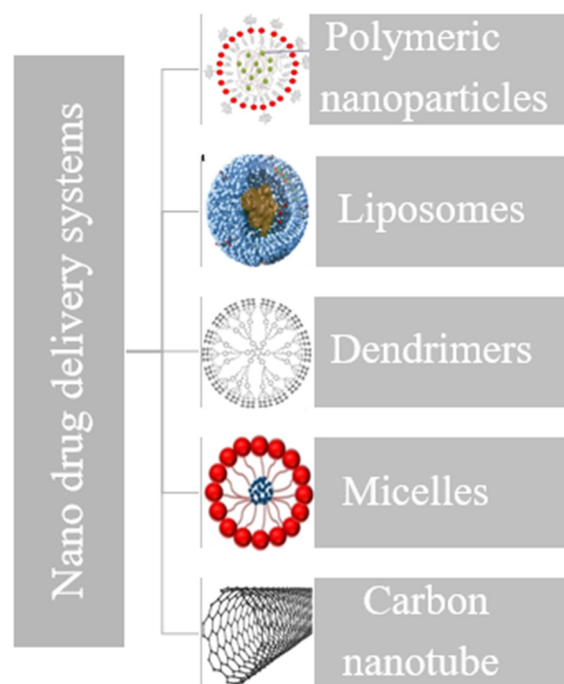 Nano drug delivery systems
Polymeric
nanoparticles
Liposomes
Dendrimers
Micelles
Carbon
nanotube